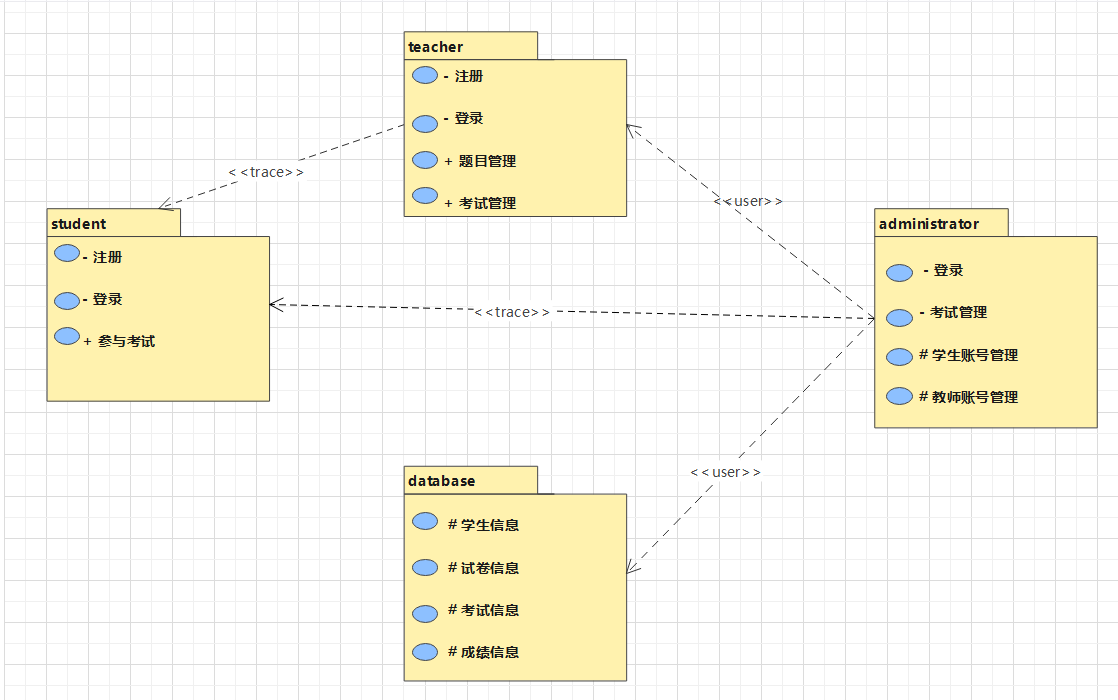 teacher
- 注册
- 登录
+ 题目管理
+ 考试管理
< <trace> >
student
- 注册
- 登录
+ 参与考试
< <user> >
administrator
- 登录
- 考试管理
# 学生账号管理
# 教师账号管理
< <trace> >
< <user> >
database
# 学生信息
# 试卷信息
# 考试信息
# 成绩信息